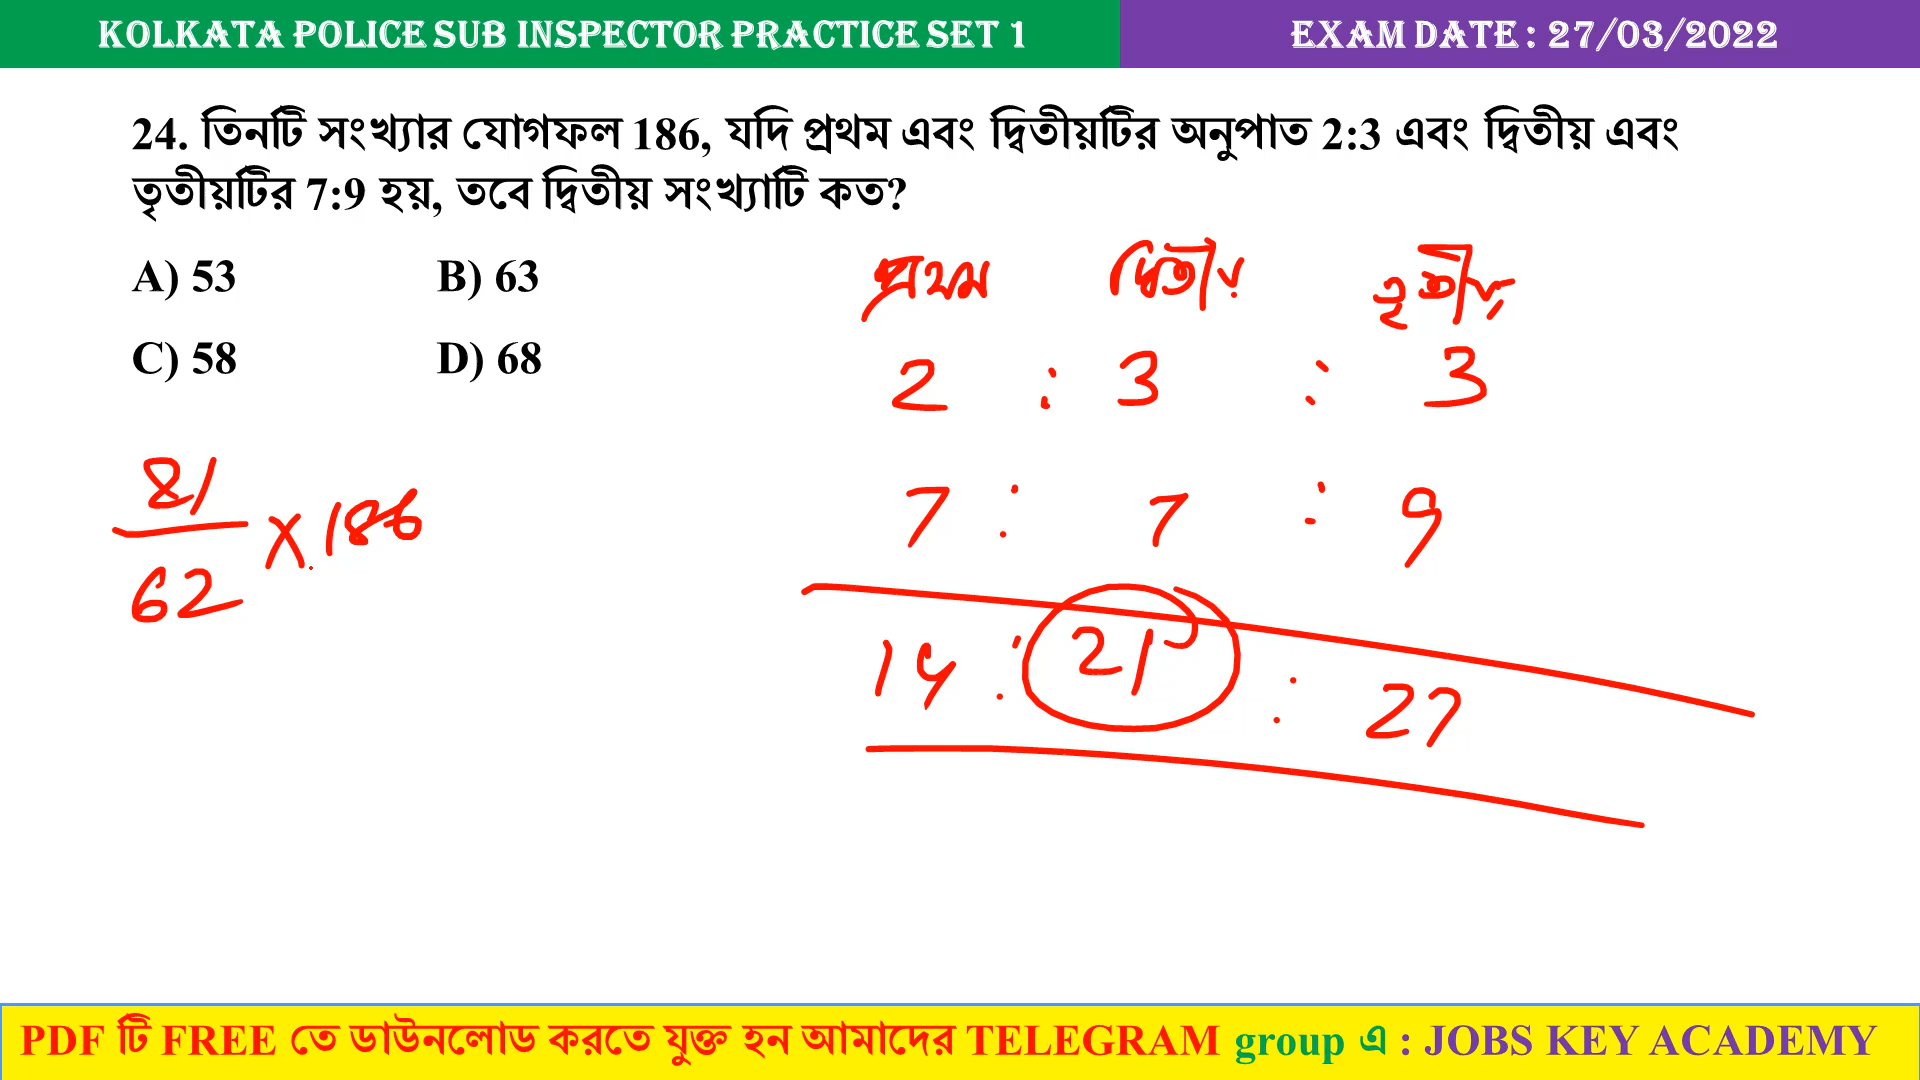 KOLKATA POLICE SUB INSPECTOR PRACTICE SET 1
EXAM DATE : 27/03/2022
24. তিনটি সংখ্যার যোগফল 186, যদি প্রথম এবং দ্বিতীয়টির অনুপাত 2:3 এবং দ্বিতীয় এবং
তৃতীয়টির 7:9 হয়, তবে দ্বিতীয় সংখ্যাটি কত?
A) 53 B) 63
C) 58 D) 68
প্রথম দ্বিতীয় তৃতীয়
2 : 3 : 3
7 : 7 : 9
14 : 21 : 27
21
62
× 186
PDF টি FREE তে ডাউনলোড করতে যুক্ত হন আমাদের TELEGRAM group এ : JOBS KEY ACADEMY